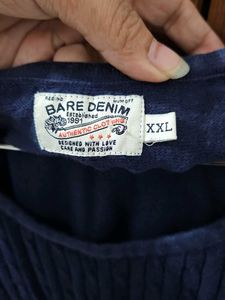 BARE DENIM
Established
1991
AUTHENTIC CLOTHING
DESIGNED WITH LOVE
CARE AND PASSION
XXL